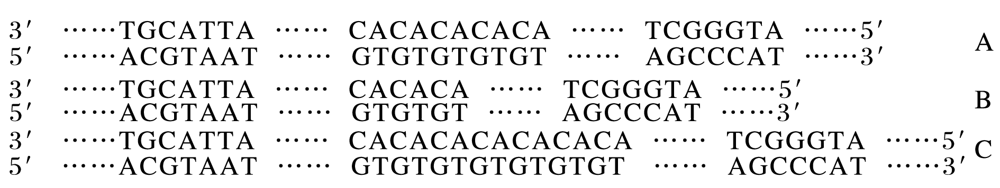 3′ ……TGCATTA …… CACACACACA …… TCGGGTA ……5′
A
5′ ……ACGTAAT …… GTGTGTGTGT …… AGCCCAT ……3′
3′ ……TGCATTA …… CACACA …… TCGGGTA ……5′
B
5′ ……ACGTAAT …… GTGTGT …… AGCCCAT ……3′
3′ ……TGCATTA …… CACACACACACACA …… TCGGGTA ……5′
C
5′ ……ACGTAAT …… GTGTGTGTGTGTGT …… AGCCCAT ……3′